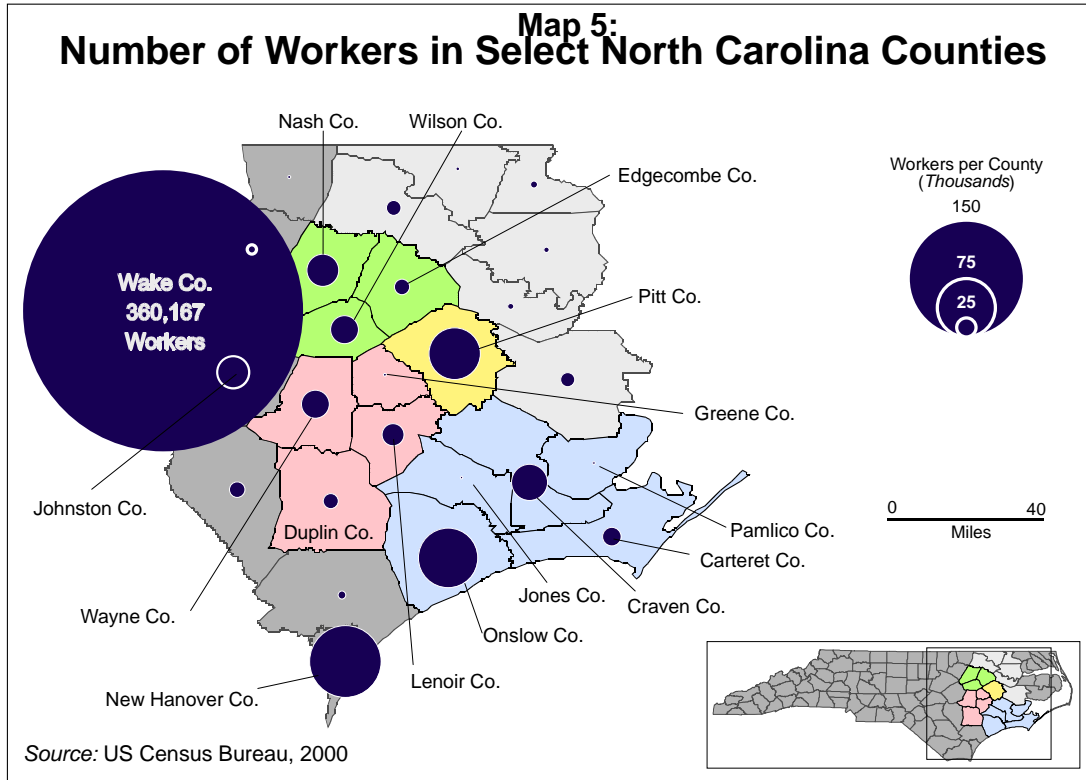 Map 5:
Number of Workers in Select North Carolina Counties
Nash Co.
Wilson Co.
Edgecombe Co.
Workers per County
(Thousands)
150
75
25
Wake Co.
360,167
Workers
Pitt Co.
Greene Co.
Johnston Co.
Duplin Co.
Pamlico Co.
0
40
Miles
Carteret Co.
Jones Co.
Craven Co.
Wayne Co.
Onslow Co.
Lenoir Co.
New Hanover Co.
Source: US Census Bureau, 2000